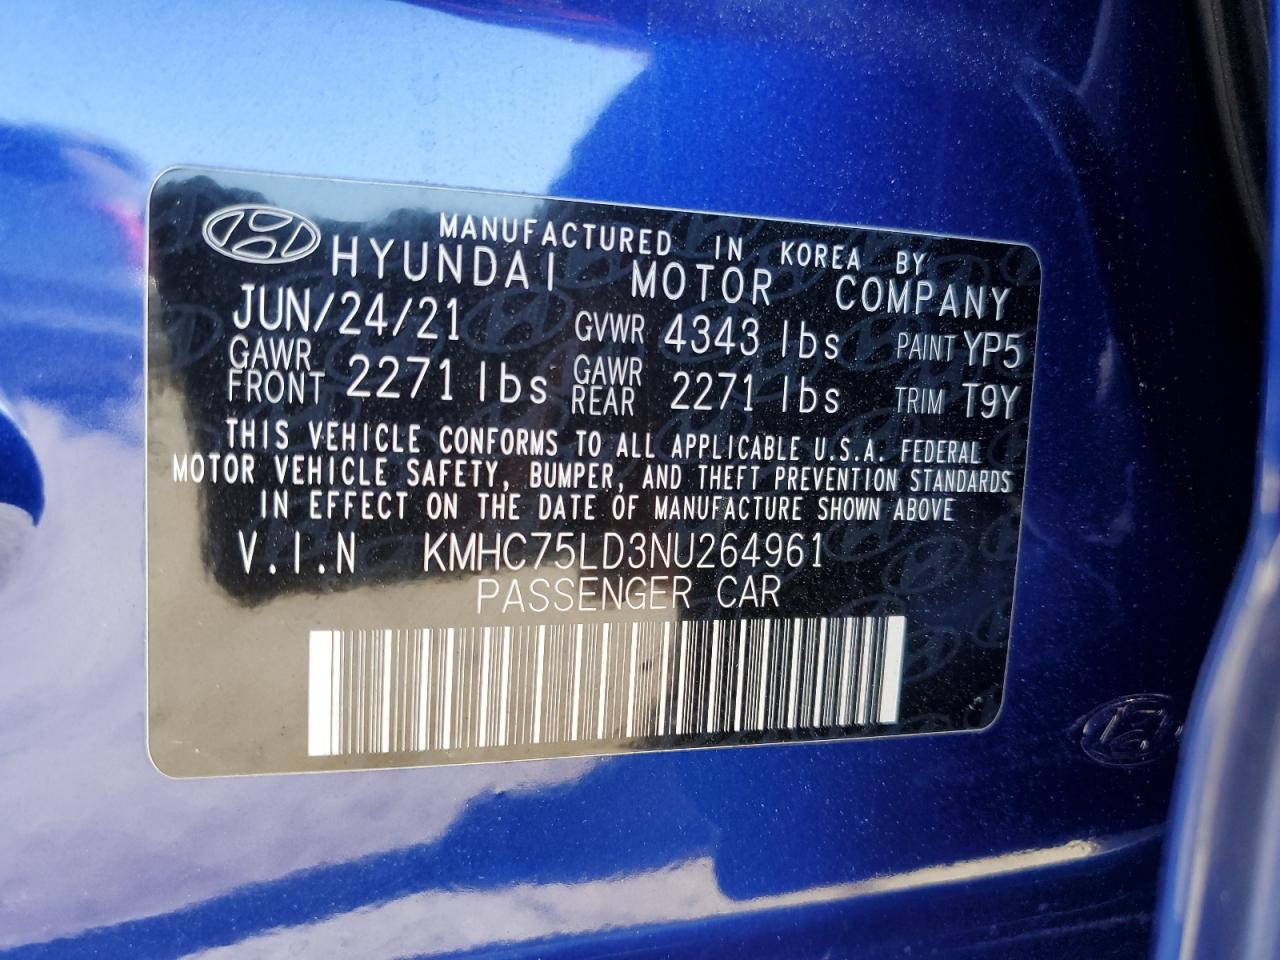 MANUFACTURED IN KOREA BY
HYUNDAI MOTOR COMPANY
JUN/24/21 GVWR 4343 lbs PAINT YP5
GAWR FRONT 2271 lbs GAWR REAR 2271 lbs TRIM T9Y
THIS VEHICLE CONFORMS TO ALL APPLICABLE U.S.A. FEDERAL
MOTOR VEHICLE SAFETY, BUMPER, AND THEFT PREVENTION STANDARDS
IN EFFECT ON THE DATE OF MANUFACTURE SHOWN ABOVE
V.I.N KMHC75LD3NU264961
PASSENGER CAR